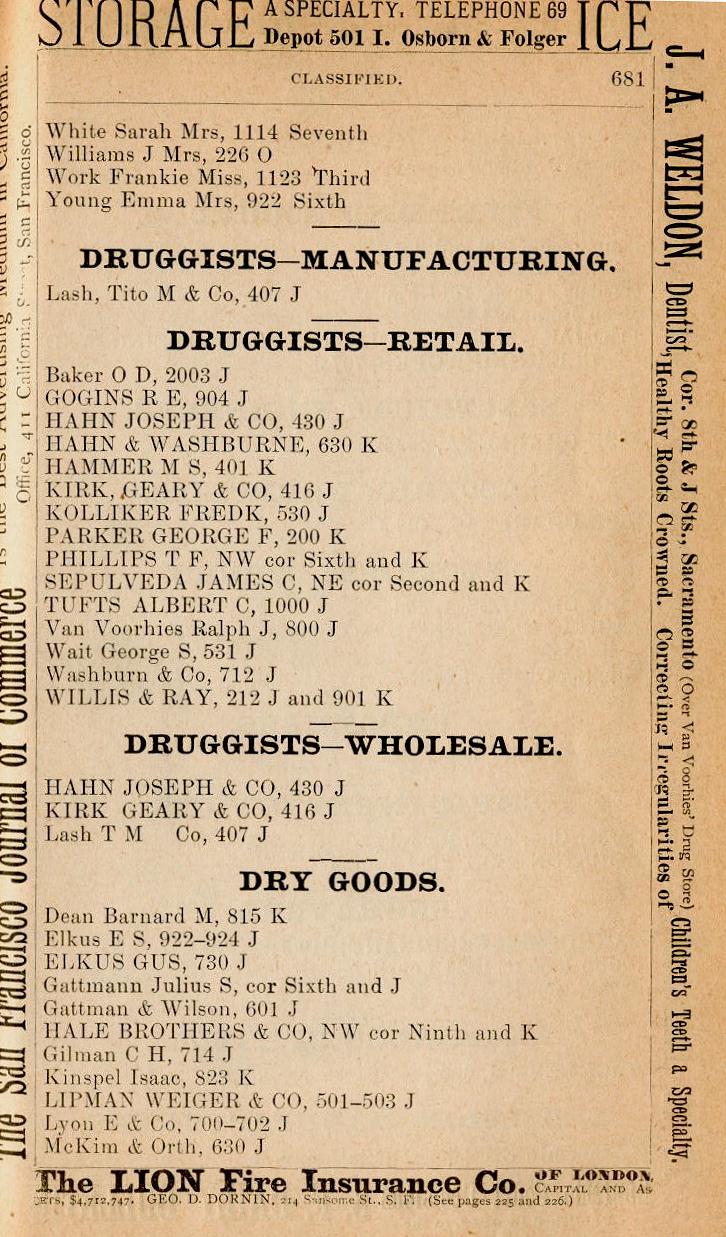 STORAGE A SPECIALTY. TELEPHONE 69 ICE
Depot 501 I. Osborn & Folger
CLASSIFIED. 681
White Sarah Mrs, 1114 Seventh
Williams J Mrs, 226 O
Work Frankie Miss, 1123 Third
Young Emma Mrs, 922 Sixth
DRUGGISTS—MANUFACTURING.
Lash, Tito M & Co, 407 J
DRUGGISTS—RETAIL.
Baker O D, 2003 J
GOGINS R E, 904 J
HAHN JOSEPH & CO, 430 J
HAHN & WASHBURNE, 630 K
HAMMER M S, 401 K
KIRK, GEARY & CO, 416 J
KOLLIKER FREDK, 530 J
PARKER GEORGE F, 200 K
PHILLIPS T F, NW cor Sixth and K
SEPULVEDA JAMES C, NE cor Second and K
TUFTS ALBERT C, 1000 J
Van Voorhies Ralph J, 800 J
Wait George S, 531 J
Washburn & Co, 712 J
WILLIS & RAY, 212 J and 901 K
DRUGGISTS—WHOLESALE.
HAHN JOSEPH & CO, 430 J
KIRK GEARY & CO, 416 J
Lash T M Co, 407 J
DRY GOODS.
Dean Barnard M, 815 K
Elkus E S, 922–924 J
ELKUS GUS, 730 J
Gattmann Julius S, cor Sixth and J
Gattman & Wilson, 601 J
HALE BROTHERS & CO, NW cor Ninth and K
Gilman C H, 714 J
Kinspel Isaac, 823 K
LIPMAN WEIGER & CO, 501–503 J
Lyon E & Co, 700–702 J
McKim & Orth, 630 J
The LION Fire Insurance Co. OF LONDON,
CAPITAL AND AS
$4,712,747. GEO. D. DORNIN, 214 Sansome St., S. F. (See pages 225 and 226.)
The San Francisco Journal of Commerce is the Best Advertising Medium in California.
Office, 411 California San Francisco.
J. A. WELDON, Dentist, Cor. 8th & J Sts., Sacramento (Over Van Voorhies' Drug Store) Children's Teeth a Specialty.
Healthy Roots Crowned. Correcting Irregularities of